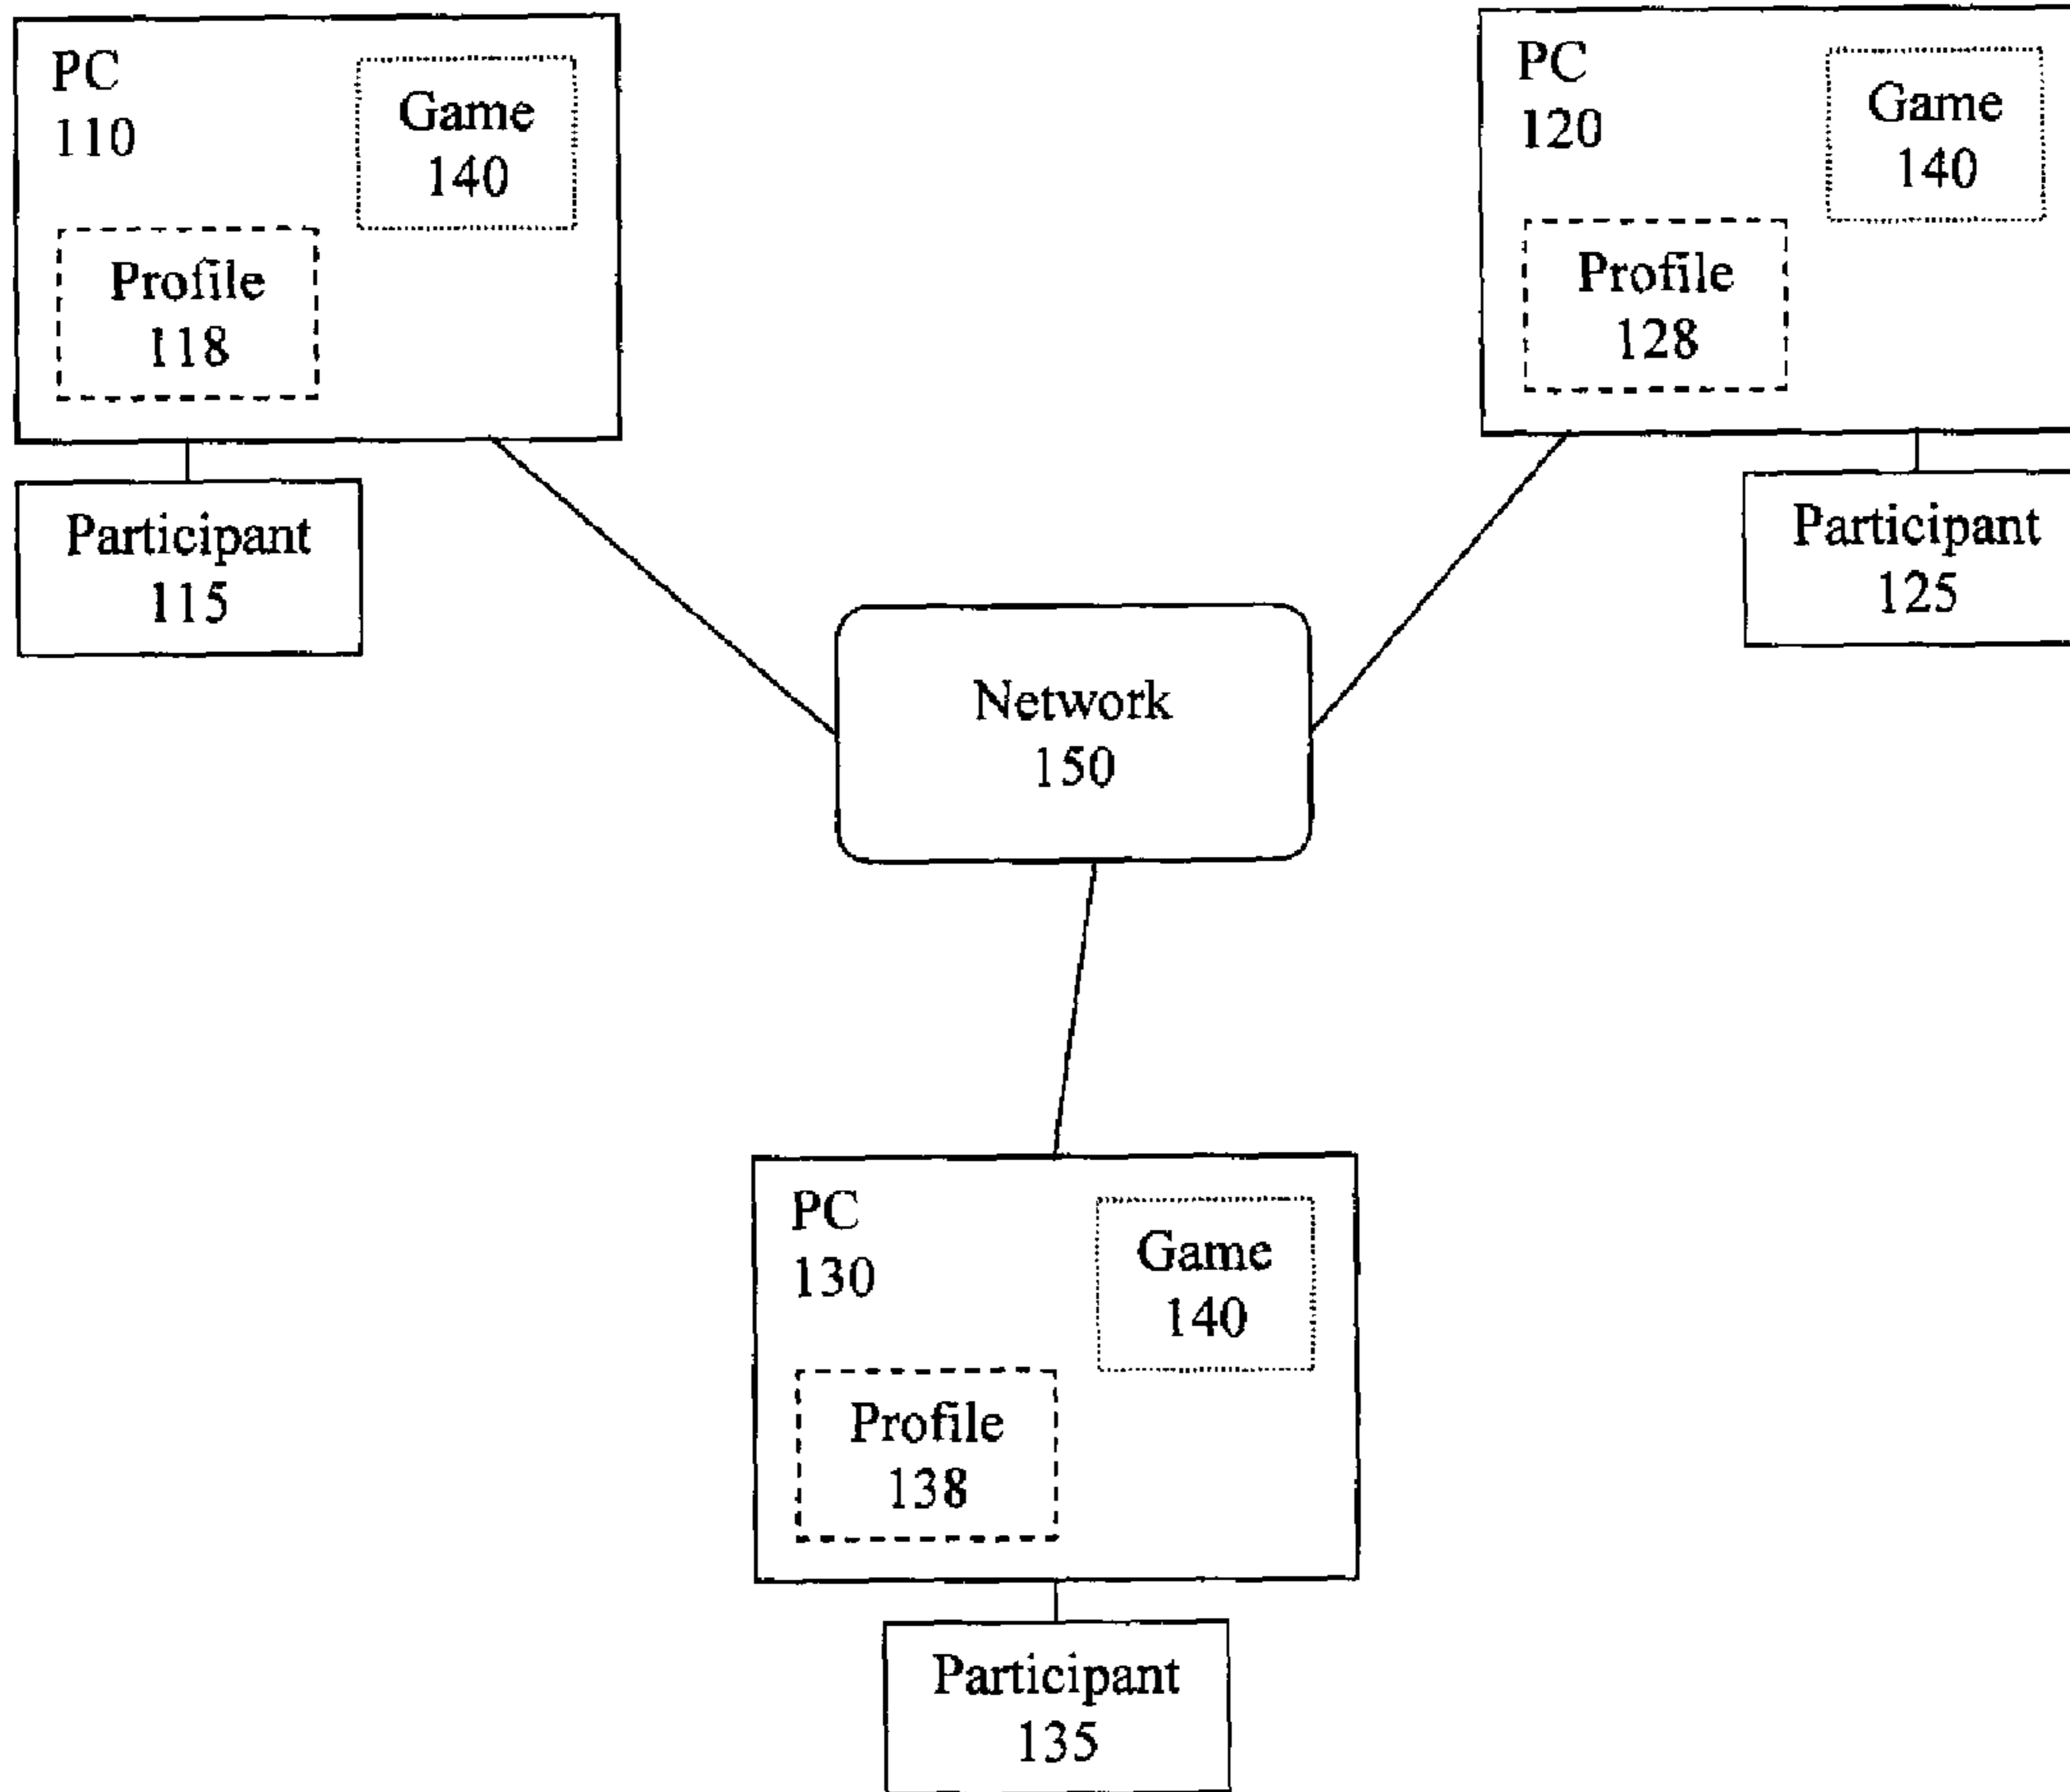 PC
110
Game
140
Profile
118
Participant
115
PC
120
Game
140
Profile
128
Participant
125
Network
150
PC
130
Game
140
Profile
138
Participant
135